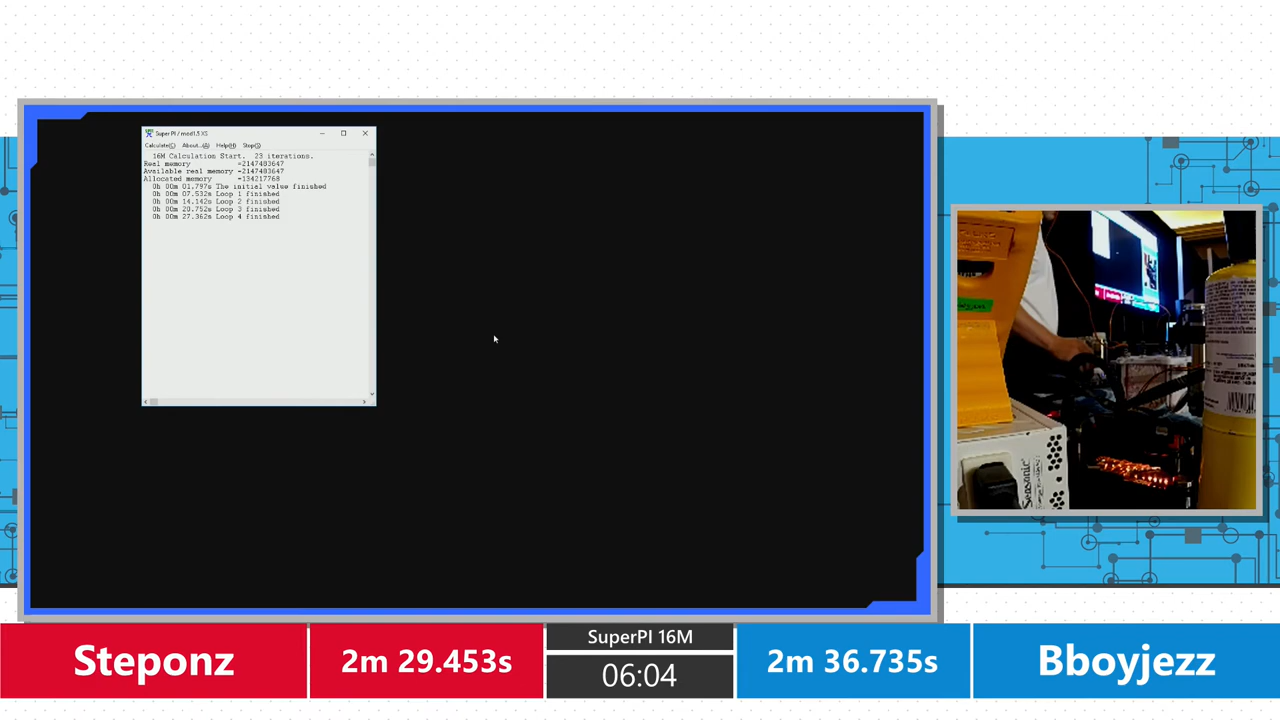 Super PI / mod1.5 XS
Calculate(C) About...(A) Help(H) Stop(S)
16M Calculation Start. 23 iterations.
Real memory =2147483647
Available real memory =2147483647
Allocated memory =134217768
0h 00m 01.797s The initial value finished
0h 00m 07.532s Loop 1 finished
0h 00m 14.142s Loop 2 finished
0h 00m 20.752s Loop 3 finished
0h 00m 27.362s Loop 4 finished
Seasonic
Steponz
2m 29.453s
SuperPI 16M
06:04
2m 36.735s
Bboyjezz